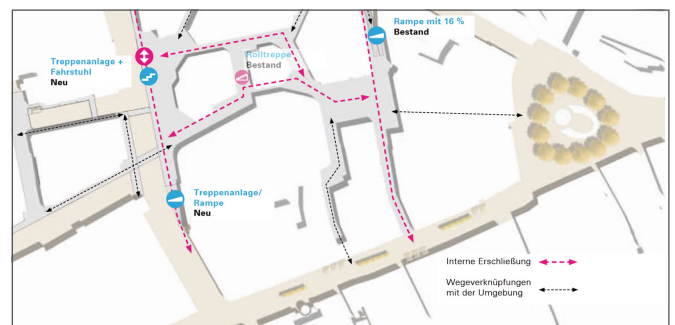 Rampe mit 16 %
Bestand
Treppenanlage +
Fahrstuhl
Neu
Rolltreppe
Bestand
Treppenanlage/
Rampe
Neu
Interne Erschließung
Wegeverknüpfungen
mit der Umgebung